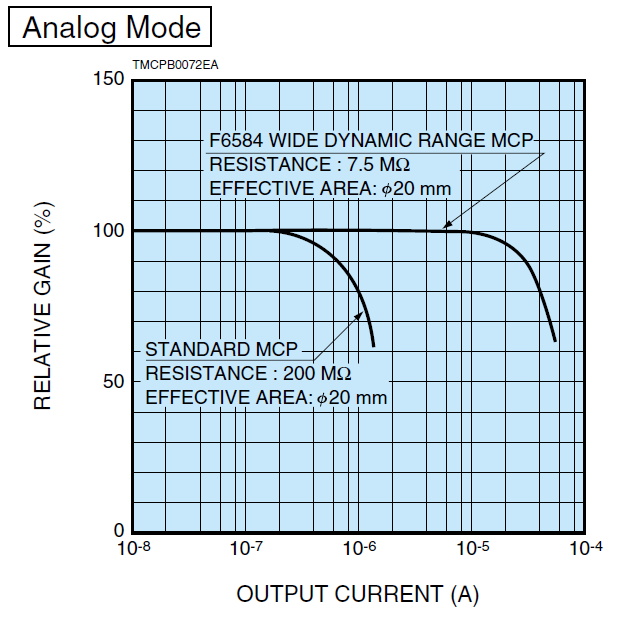 Analog Mode
TMCPB0072EA
150
F6584 WIDE DYNAMIC RANGE MCP
RESISTANCE : 7.5 MΩ
EFFECTIVE AREA: φ20 mm
100
RELATIVE GAIN (%)
STANDARD MCP
RESISTANCE : 200 MΩ
EFFECTIVE AREA: φ20 mm
50
0
10-8 10-7 10-6 10-5 10-4
OUTPUT CURRENT (A)